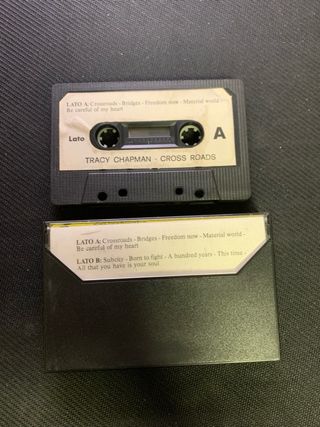 LATO A: Crossroads - Bridges - Freedom now - Material world -
Be careful of my heart
Lato
A
TRACY CHAPMAN - CROSS ROADS
LATO A: Crossroads - Bridges - Freedom now - Material world -
Be careful of my heart
LATO B: Subcity - Born to fight - A hundred years - This time -
All that you have is your soul